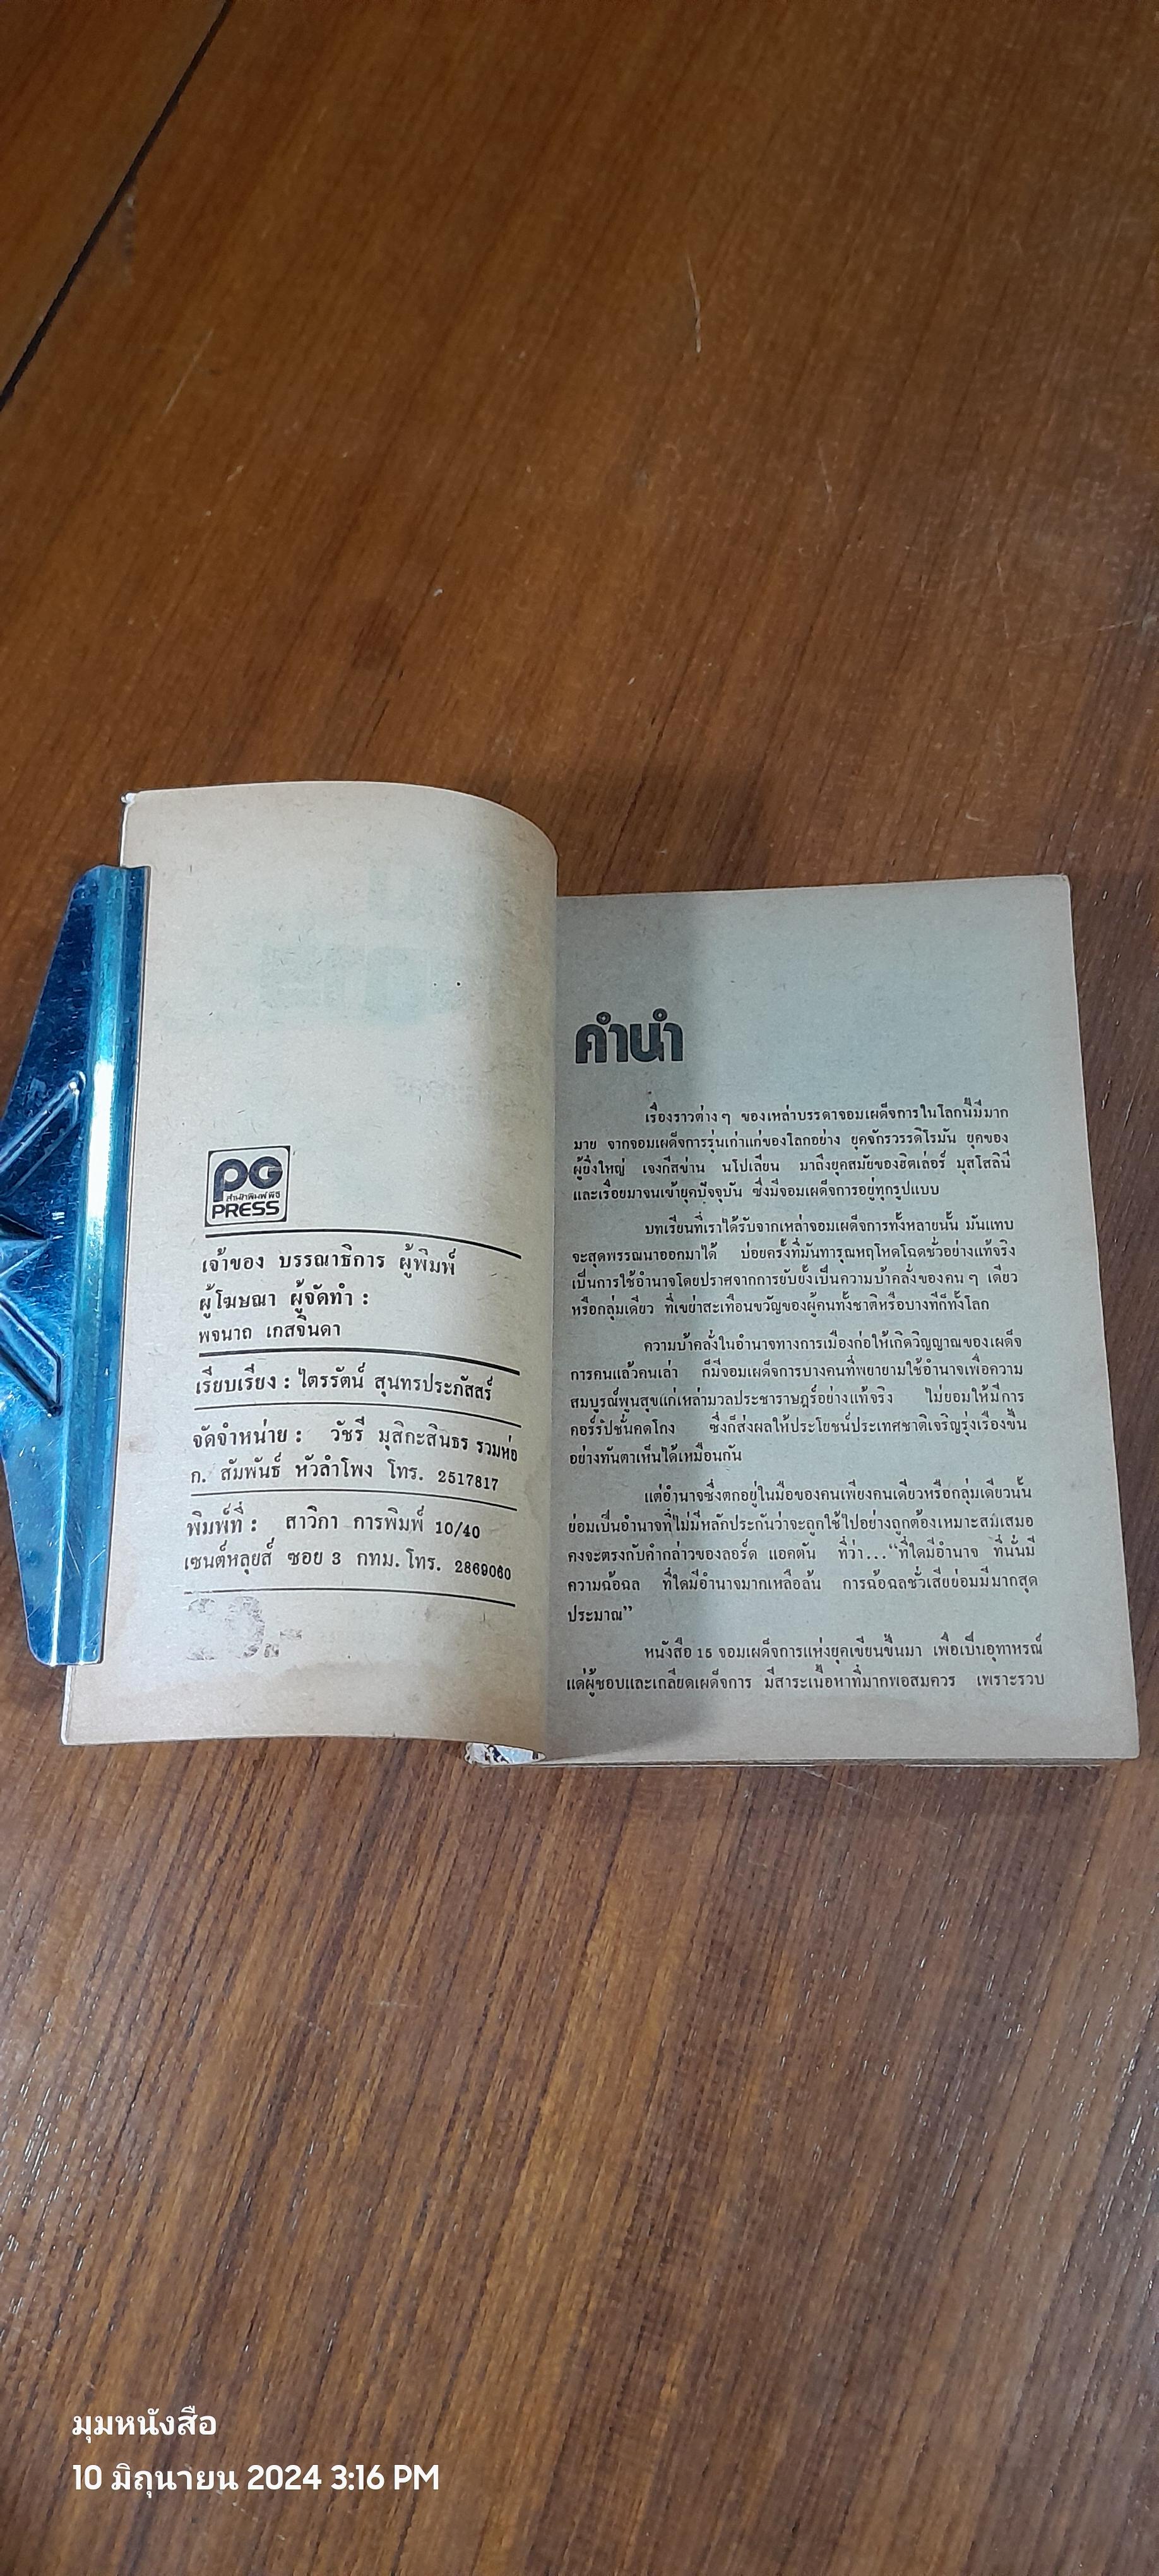 PG
สำนักพิมพ์ พีจี
PRESS
เจ้าของ บรรณาธิการ ผู้พิมพ์
ผู้โฆษณา ผู้จัดทำ :
พจนาถ เกสจินดา
เรียบเรียง : ไตรรัตน์ สุนทรประภัสสร์
จัดจำหน่าย : วัชรี มุสิกะสินธร รวมห่อ
ก. สัมพันธ์ หัวลำโพง โทร. 2517817
พิมพ์ที่ : สาวิกา การพิมพ์ 10/40
เซนต์หลุยส์ ซอย 3 กทม. โทร. 2869060
คำนำ
เรื่องราวต่าง ๆ ของเหล่าบรรดาจอมเผด็จการในโลกนี้มีมาก
มาย จากจอมเผด็จการรุ่นเก่าแก่ของโลกอย่าง ยุคจักรวรรดิโรมัน ยุคของ
ผู้ยิ่งใหญ่ เจงกีสข่าน นโปเลียน มาถึงยุคสมัยของฮิตเล่อร์ มุสโสลินี
และเรื่อยมาจนเข้ายุคปัจจุบัน ซึ่งมีจอมเผด็จการอยู่ทุกรูปแบบ
บทเรียนที่เราได้รับจากเหล่าจอมเผด็จการทั้งหลายนั้น มันแทบ
จะสุดพรรณนาออกมาได้ บ่อยครั้งที่มันทารุณหฤโหดโฉดชั่วอย่างแท้จริง
เป็นการใช้อำนาจโดยปราศจากการยับยั้งเป็นความบ้าคลั่งของคน ๆ เดียว
หรือกลุ่มเดียว ที่เขย่าสะเทือนขวัญของผู้คนทั้งชาติหรือบางทีก็ทั้งโลก
ความบ้าคลั่งในอำนาจทางการเมืองก่อให้เกิดวิญญาณของเผด็จ
การคนแล้วคนเล่า ก็มีจอมเผด็จการบางคนที่พยายามใช้อำนาจเพื่อความ
สมบูรณ์พูนสุขแก่เหล่ามวลประชาราษฎร์อย่างแท้จริง ไม่ยอมให้มีการ
คอร์รัปชั่นคดโกง ซึ่งก็ส่งผลให้ประโยชน์ประเทศชาติเจริญรุ่งเรืองขึ้น
อย่างทันตาเห็นได้เหมือนกัน
แต่อำนาจซึ่งตกอยู่ในมือของคนเพียงคนเดียวหรือกลุ่มเดียวนั้น
ย่อมเป็นอำนาจที่ไม่มีหลักประกันว่าจะถูกใช้ไปอย่างถูกต้องเหมาะสมเสมอ
คงจะตรงกับคำกล่าวของลอร์ด แอคตัน ที่ว่า...“ที่ใดมีอำนาจ ที่นั่นมี
ความฉ้อฉล ที่ใดมีอำนาจมากเหลือล้น การฉ้อฉลชั่วเสียย่อมมีมากสุด
ประมาณ”
หนังสือ 15 จอมเผด็จการแห่งยุคเขียนขึ้นมา เพื่อเป็นอุทาหรณ์
แด่ผู้ชอบและเกลียดเผด็จการ มีสาระเนื้อหาที่มากพอสมควร เพราะรวบ
มุมหนังสือ
10 มิถุนายน 2024 3:16 PM